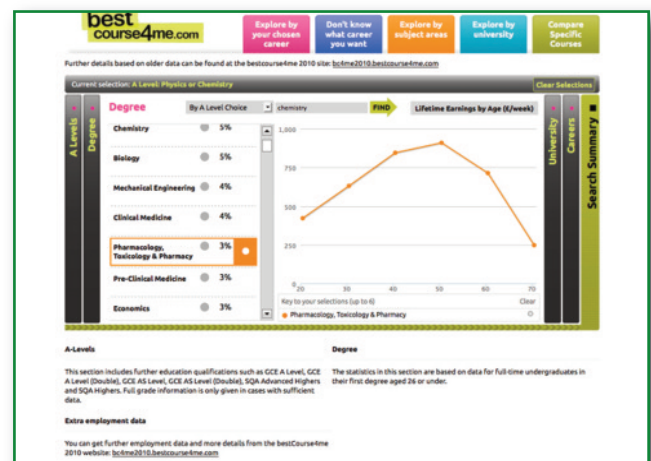 best
course4me.com
Explore by
your chosen
career
Don't know
what career
you want
Explore by
subject areas
Explore by
university
Compare
Specific
Courses
Further details based on older data can be found at the bestcourse4me 2010 site: bc4me2010.bestcourse4me.com
Current selection: A Level: Physics or Chemistry
Clear Selections
A Levels
Degree
Degree
By A Level Choice
chemistry
FIND
Chemistry 5%
Biology 5%
Mechanical Engineering 4%
Clinical Medicine 4%
Pharmacology,
Toxicology & Pharmacy 3%
Pre-Clinical Medicine 3%
Economics 3%
Lifetime Earnings by Age (£/week)
1,000
750
500
250
0
20 30 40 50 60 70
Key to your selections (up to 6)
Clear
Pharmacology, Toxicology & Pharmacy
University
Careers
Search Summary
A-Levels
This section includes further education qualifications such as GCE A Level, GCE
A Level (Double), GCE AS Level, GCE AS Level (Double), SQA Advanced Highers
and SQA Highers. Full grade information is only given in cases with sufficient
data.
Degree
The statistics in this section are based on data for full-time undergraduates in
their first degree aged 26 or under.
Extra employment data
You can get further employment data and more details from the bestCourse4me
2010 website: bc4me2010.bestcourse4me.com